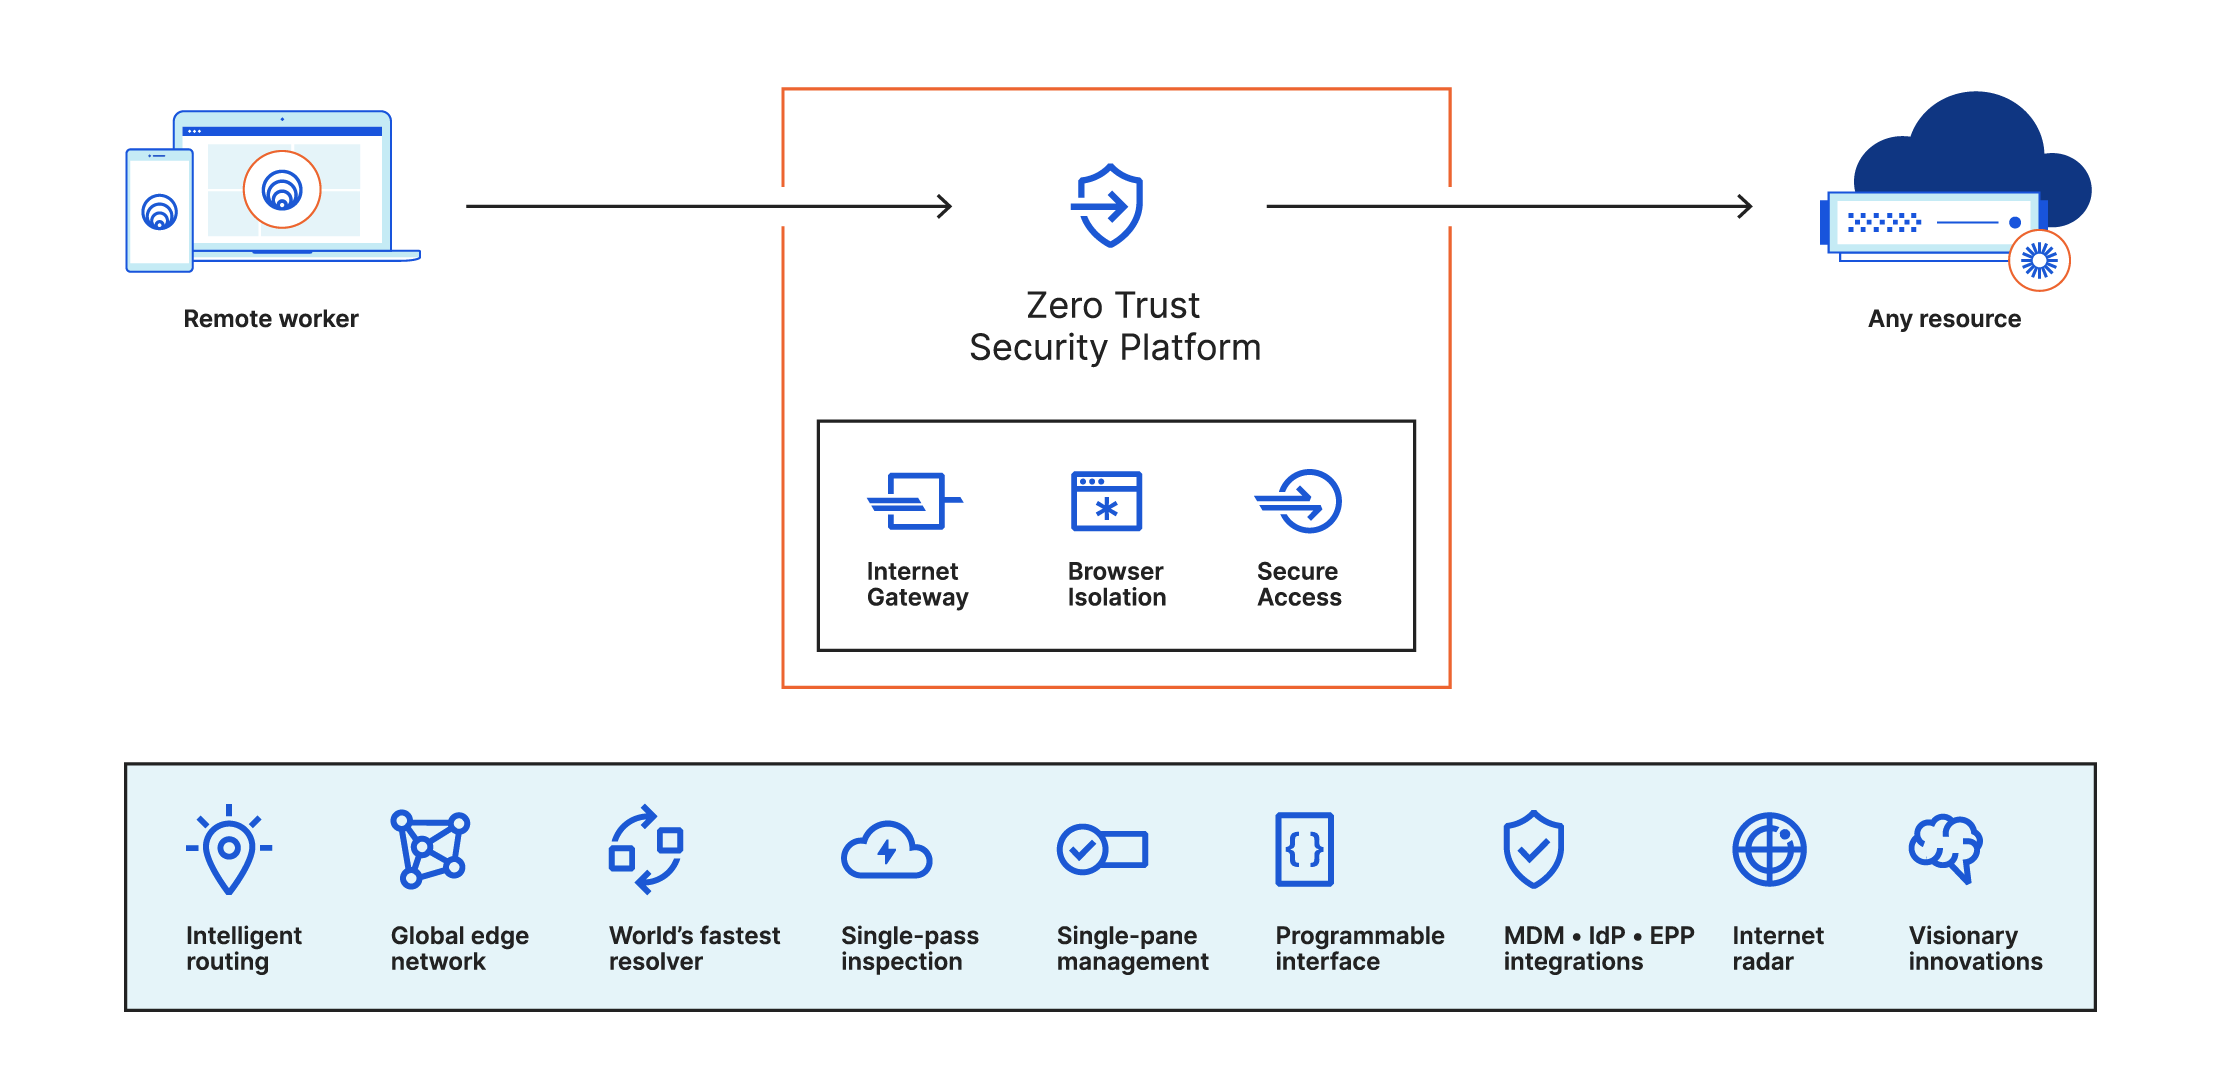 Remote worker
Zero Trust
Security Platform
Any resource
Internet
Gateway
Browser
Isolation
Secure
Access
Intelligent
routing
Global edge
network
World’s fastest
resolver
Single-pass
inspection
Single-pane
management
Programmable
interface
MDM • IdP • EPP
integrations
Internet
radar
Visionary
innovations